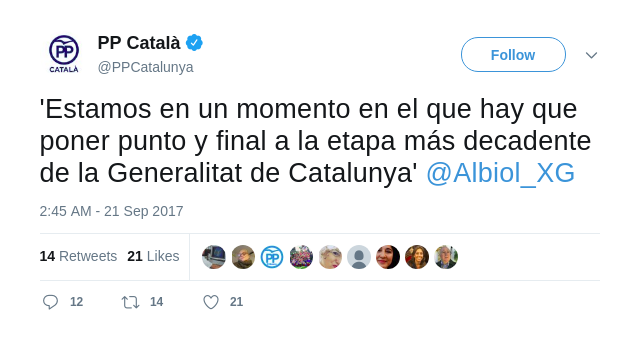 PP Català
@PPCatalunya
PP
CATALÀ
Follow
'Estamos en un momento en el que hay que
poner punto y final a la etapa más decadente
de la Generalitat de Catalunya' @Albiol_XG
2:45 AM - 21 Sep 2017
14 Retweets 21 Likes
PP
12 14 21